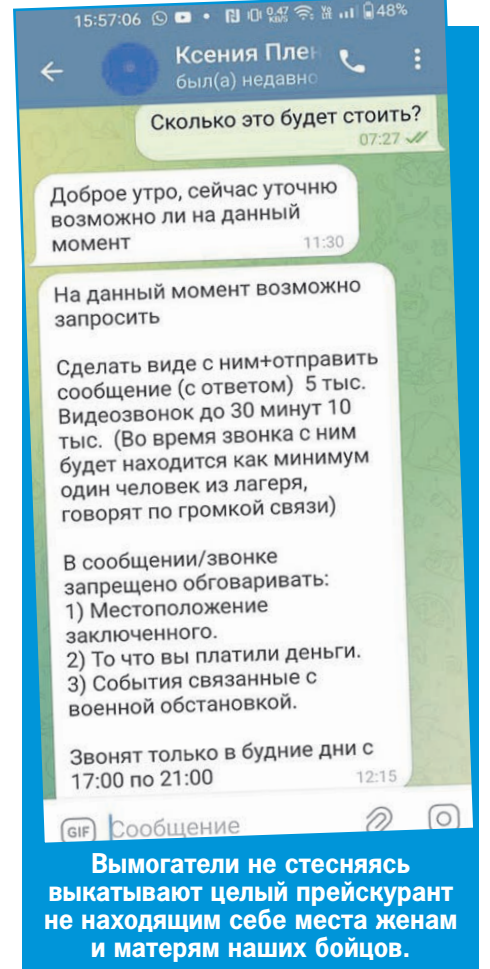 15:57:06 0.47 KB/S 48%
Ксения Плен
был(а) недавно
Сколько это будет стоить?
07:27
Доброе утро, сейчас уточню
возможно ли на данный
момент 11:30
На данный момент возможно
запросить
Сделать виде с ним+отправить
сообщение (с ответом) 5 тыс.
Видеозвонок до 30 минут 10
тыс. (Во время звонка с ним
будет находится как минимум
один человек из лагеря,
говорят по громкой связи)
В сообщении/звонке
запрещено обговаривать:
1) Местоположение
заключенного.
2) То что вы платили деньги.
3) События связанные с
военной обстановкой.
Звонят только в будние дни с
17:00 по 21:00 12:15
GIF Сообщение
Вымогатели не стесняясь
выкатывают целый прейскурант
не находящим себе места женам
и матерям наших бойцов.